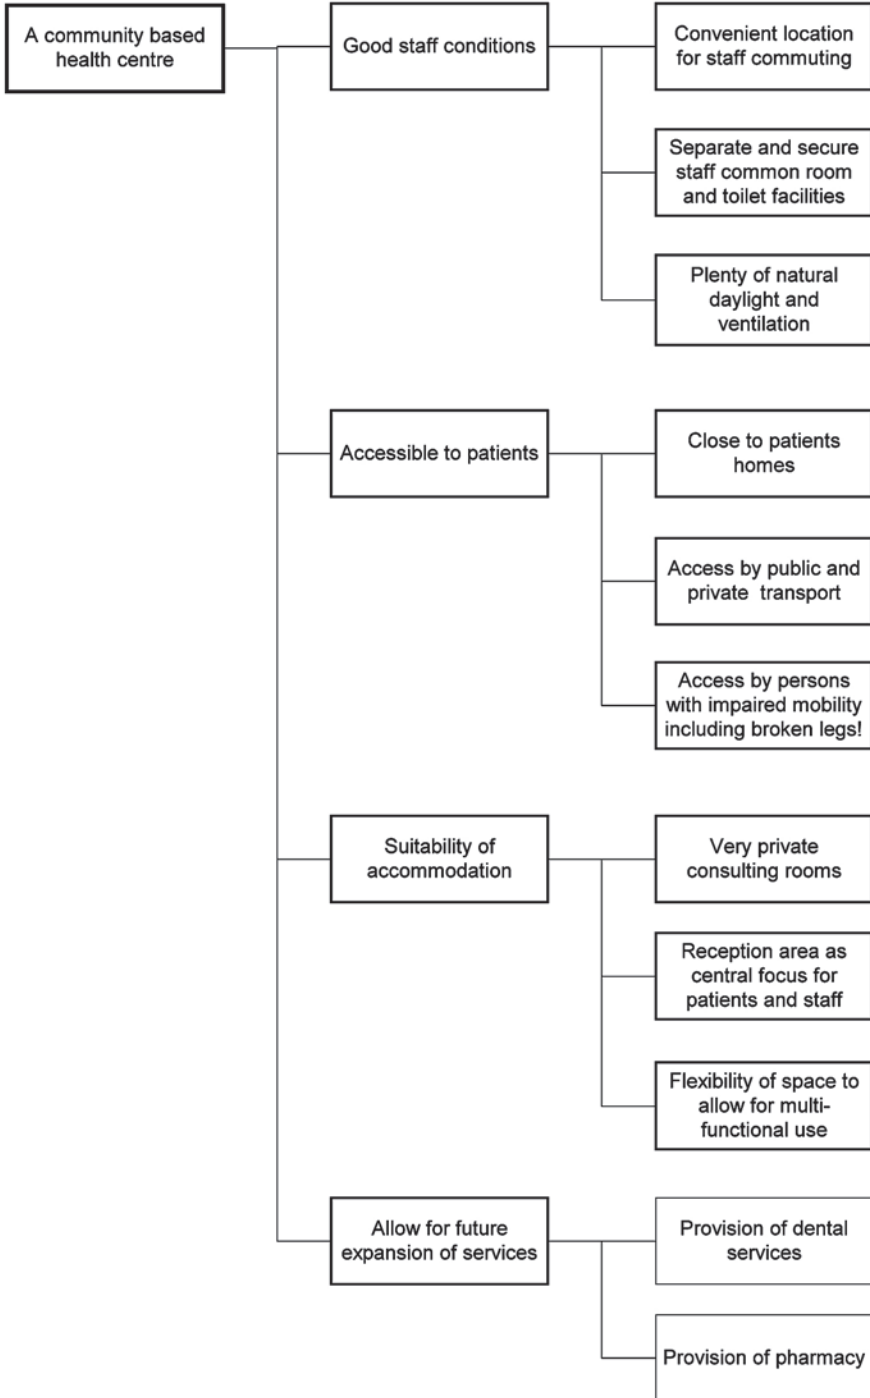 A community based
health centre
Good staff conditions
Convenient location
for staff commuting
Separate and secure
staff common room
and toilet facilities
Plenty of natural
daylight and
ventilation
Accessible to patients
Close to patients
homes
Access by public and
private transport
Access by persons
with impaired mobility
including broken legs!
Suitability of
accommodation
Very private
consulting rooms
Reception area as
central focus for
patients and staff
Flexibility of space to
allow for multi-
functional use
Allow for future
expansion of services
Provision of dental
services
Provision of pharmacy